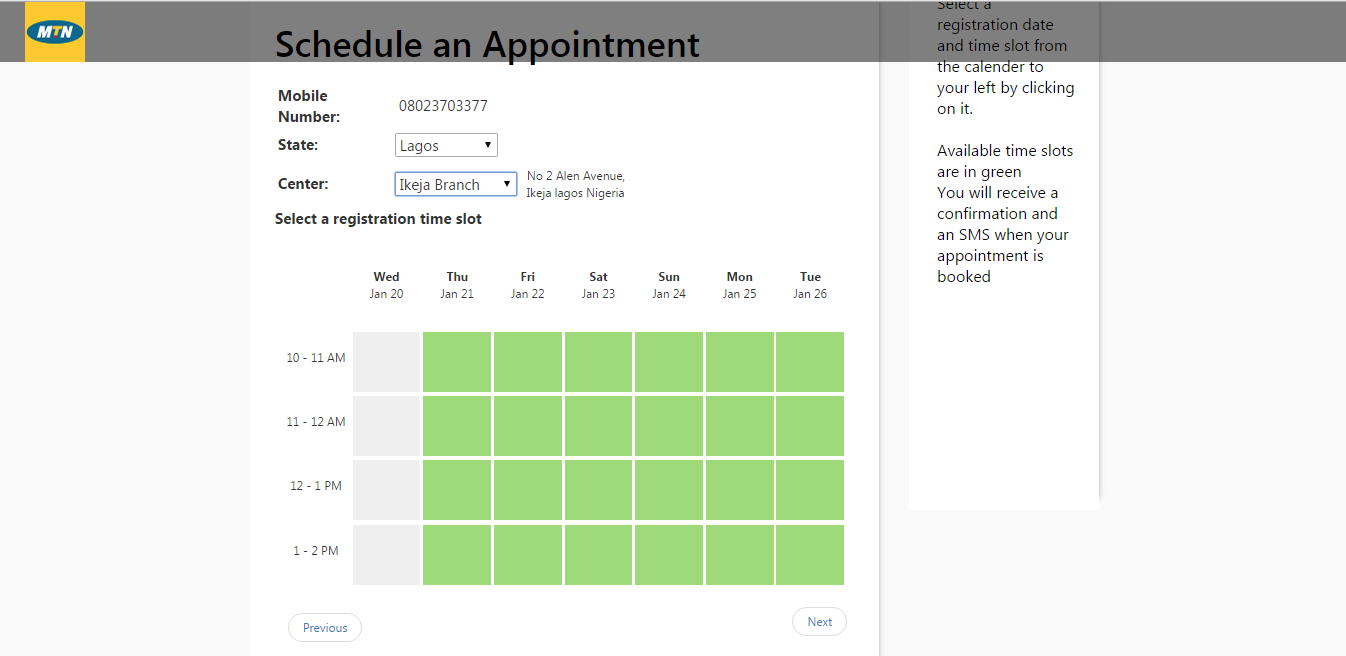 MTN
Schedule an Appointment
Mobile
Number:
08023703377
State:
Lagos
Center:
Ikeja Branch
No 2 Alen Avenue,
Ikeja lagos Nigeria
Select a registration time slot
Wed Thu Fri Sat Sun Mon Tue
Jan 20 Jan 21 Jan 22 Jan 23 Jan 24 Jan 25 Jan 26
10 - 11 AM
11 - 12 AM
12 - 1 PM
1 - 2 PM
Previous
Next
Select a
registration date
and time slot from
the calender to
your left by clicking
on it.
Available time slots
are in green
You will receive a
confirmation and
an SMS when your
appointment is
booked